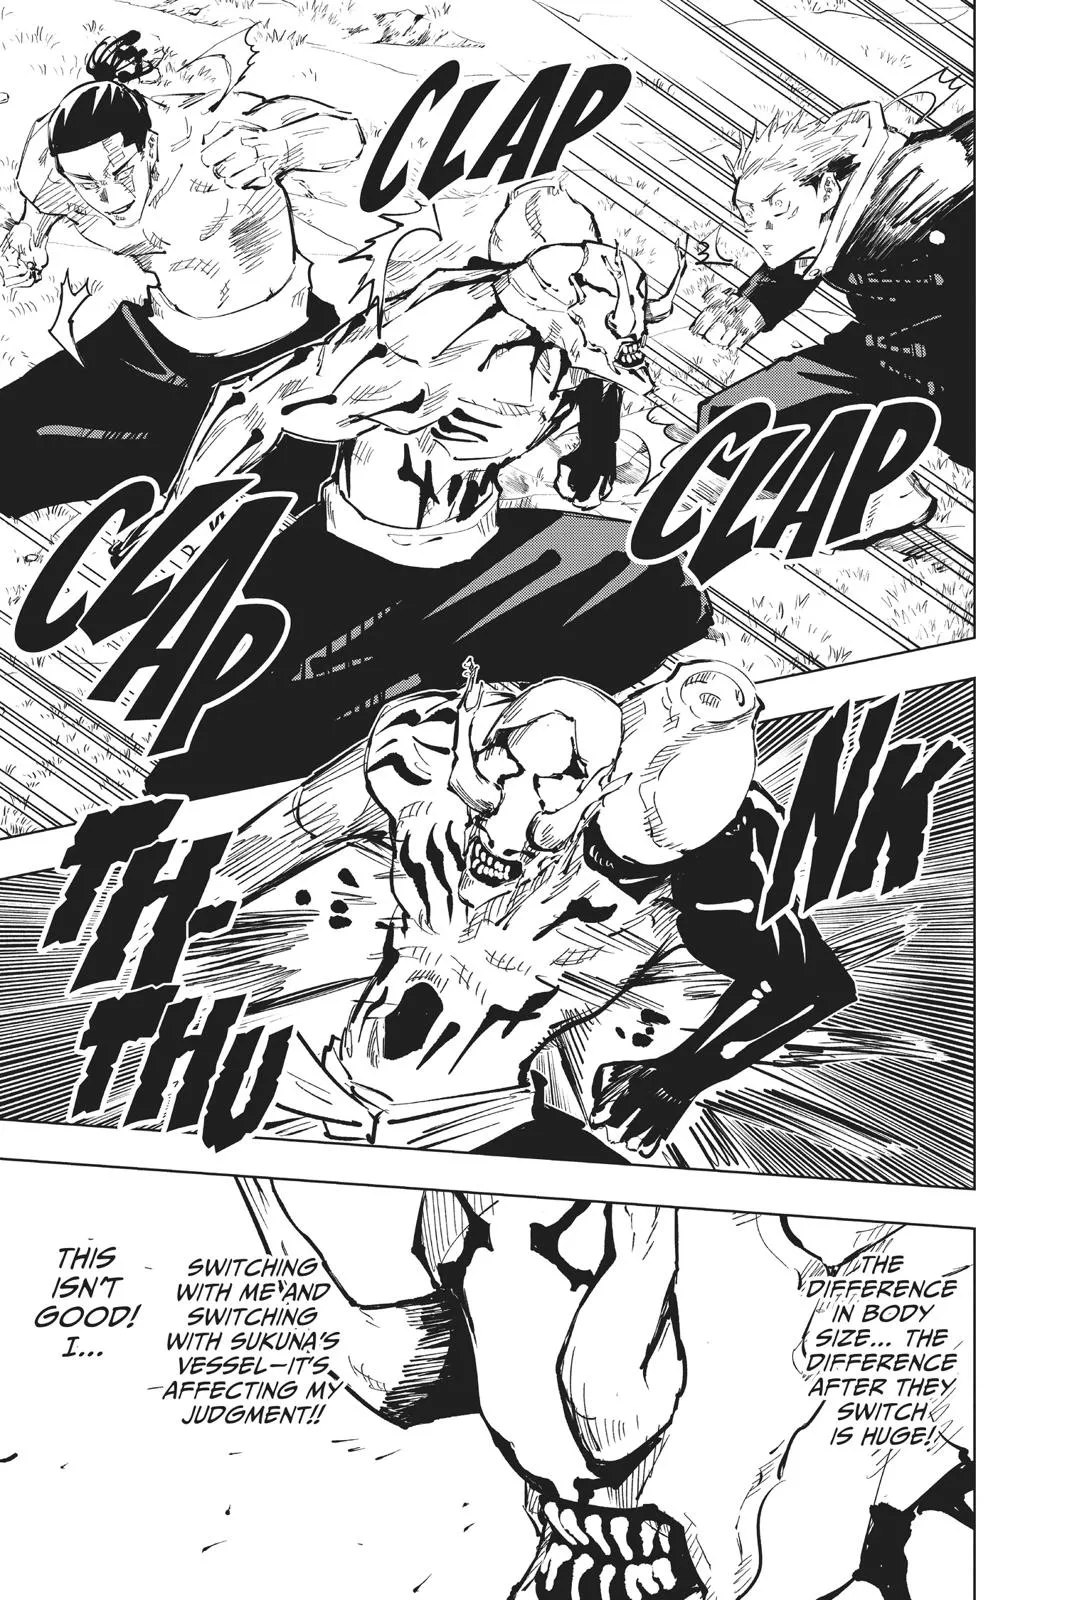 CLAP
CLAP
CLAP
NK
TH-
THU
THE
DIFFERENCE
IN BODY
SIZE... THE
DIFFERENCE
AFTER THEY
SWITCH
IS HUGE!
SWITCHING
WITH ME AND
SWITCHING
WITH SUKUNA'S
VESSEL—IT'S
AFFECTING MY
JUDGMENT!!
THIS
ISN'T
GOOD!
I...